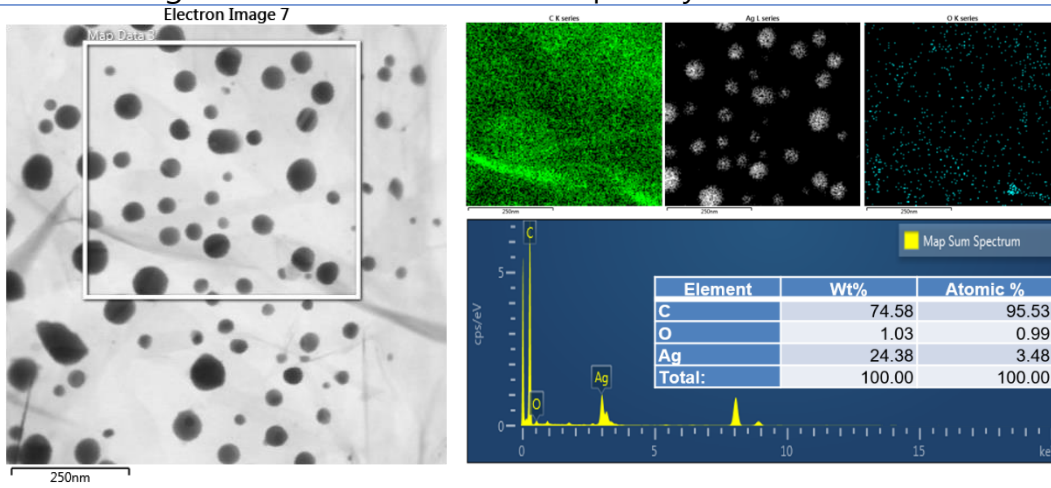 Electron Image 7
Map Data 3
250nm
C K series
Ag L series
O K series
250nm
250nm
250nm
C
O
Ag
Map Sum Spectrum
Element Wt% Atomic %
C 74.58 95.53
O 1.03 0.99
Ag 24.38 3.48
Total: 100.00 100.00
cps/eV
5
0
0 5 10 15 ke